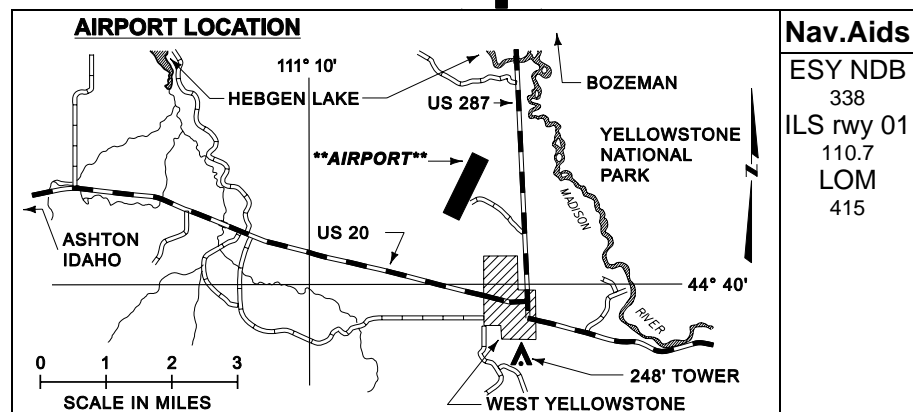 AIRPORT LOCATION
111° 10'
HEBGEN LAKE
US 287
BOZEMAN
**AIRPORT**
YELLOWSTONE
NATIONAL
PARK
N
MADISON
RIVER
ASHTON
IDAHO
US 20
44° 40'
0 1 2 3
SCALE IN MILES
248' TOWER
WEST YELLOWSTONE
Nav.Aids
ESY NDB
338
ILS rwy 01
110.7
LOM
415